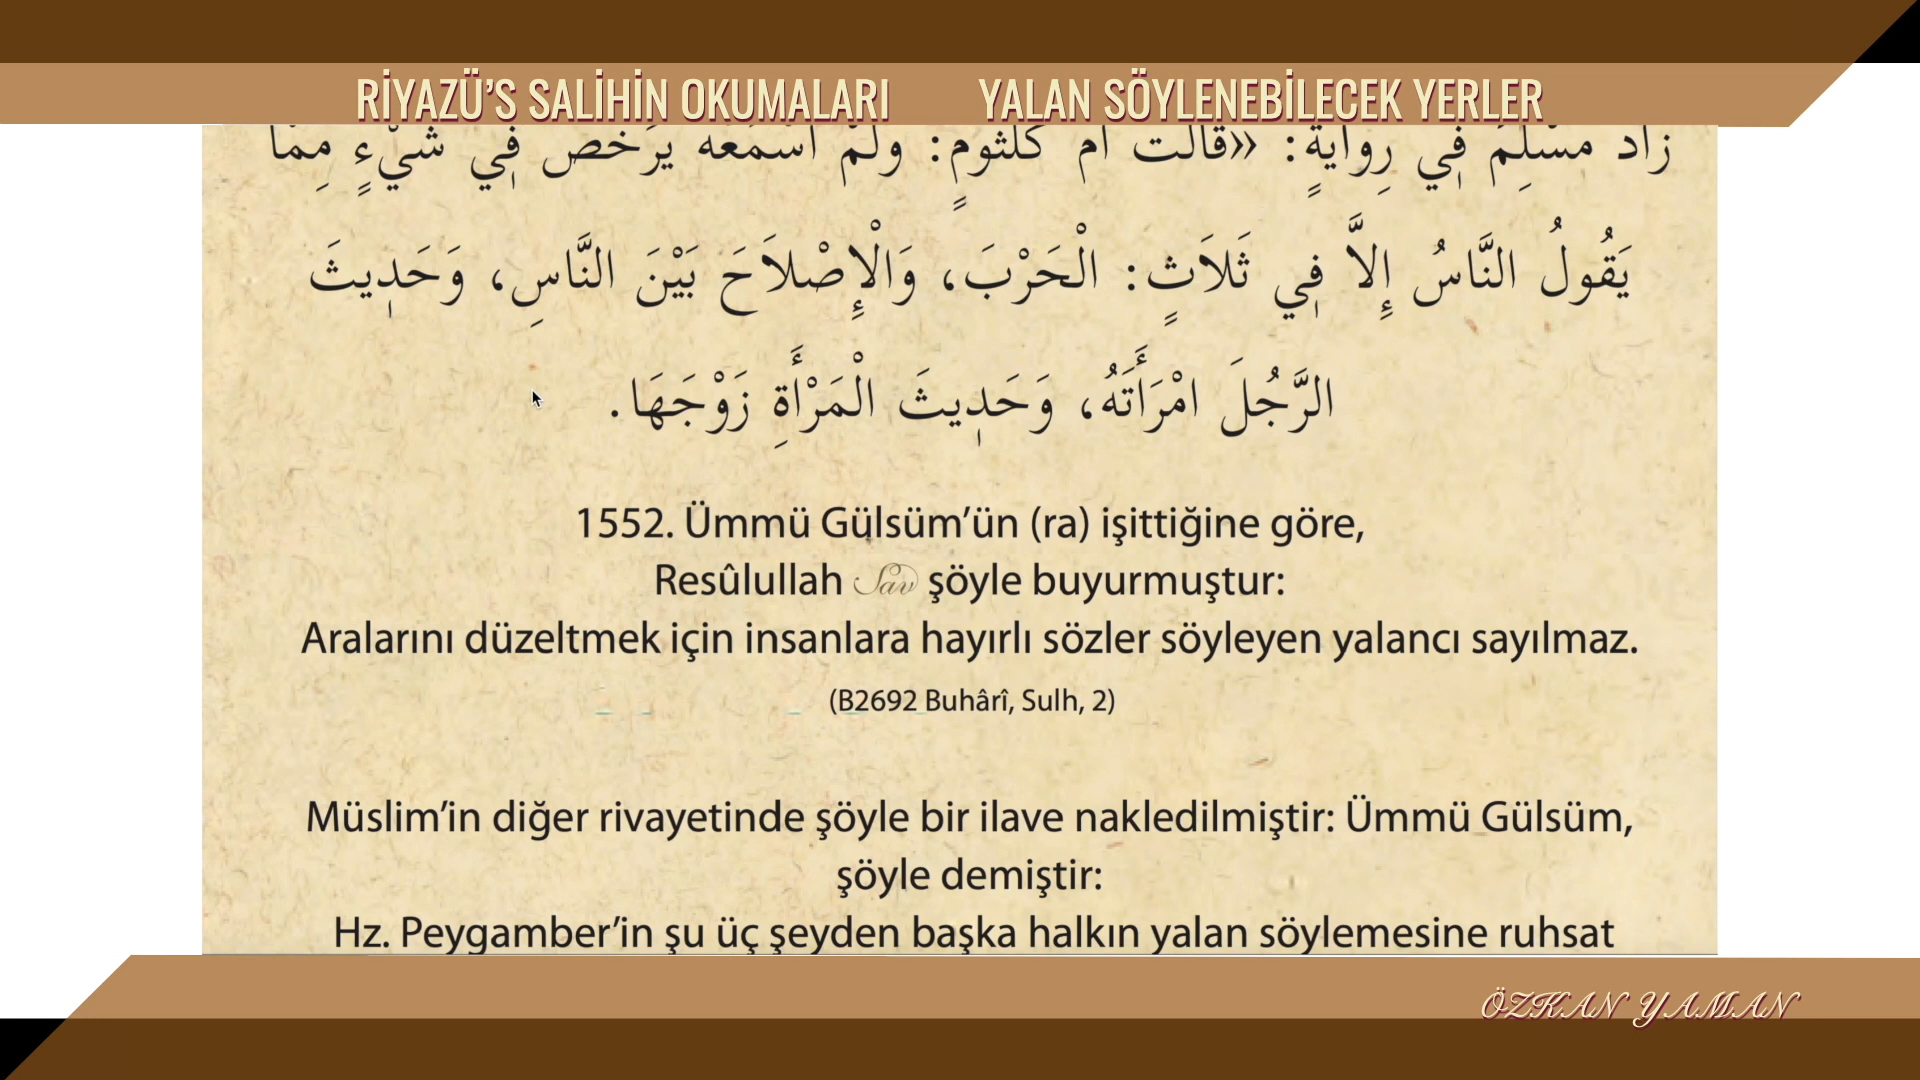 RİYAZÜ'S SALİHİN OKUMALARI YALAN SÖYLENEBİLECEK YERLER
زاد مسلم في رواية: «قالت أم كلثوم: ولم أسمعه يرخص في شيء مما
يَقُولُ النَّاسُ إِلاَّ فِي ثَلاَثٍ: الْحَرْبَ، وَالْإِصْلاَحَ بَيْنَ النَّاسِ، وَحَدِيثَ
الرَّجُلَ امْرَأَتَهُ، وَحَدِيثَ الْمَرْأَةِ زَوْجَهَا.
1552. Ümmü Gülsüm'ün (ra) işittiğine göre,
Resûlullah Sav şöyle buyurmuştur:
Aralarını düzeltmek için insanlara hayırlı sözler söyleyen yalancı sayılmaz.
(B2692 Buhârî, Sulh, 2)
Müslim'in diğer rivayetinde şöyle bir ilave nakledilmiştir: Ümmü Gülsüm,
şöyle demiştir:
Hz. Peygamber'in şu üç şeyden başka halkın yalan söylemesine ruhsat
ÖZKAN YAMAN